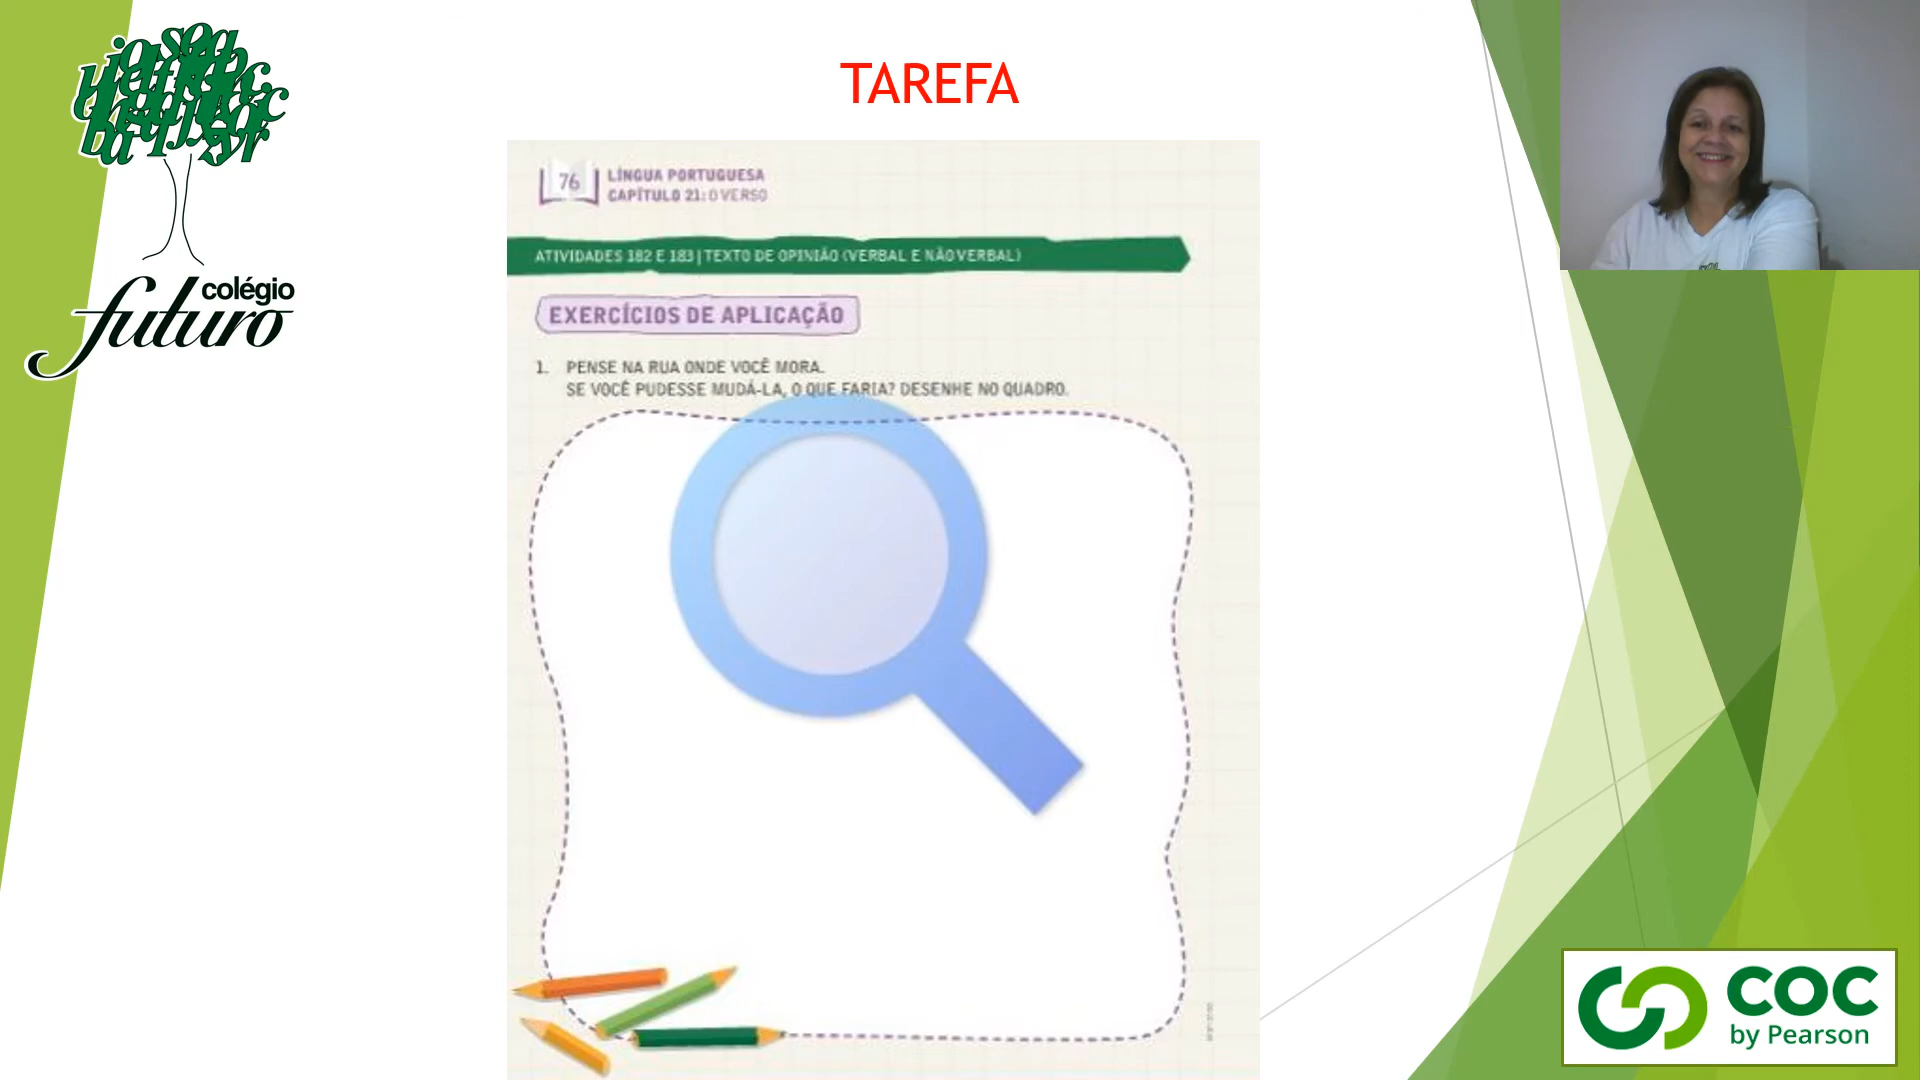 TAREFA
76
LÍNGUA PORTUGUESA
CAPÍTULO 21: O VERSO
ATIVIDADES 182 E 183 | TEXTO DE OPINIÃO (VERBAL E NÃO VERBAL)
EXERCÍCIOS DE APLICAÇÃO
1. PENSE NA RUA ONDE VOCÊ MORA.
SE VOCÊ PUDESSE MUDÁ-LA, O QUE FARIA? DESENHE NO QUADRO.
colégio
futuro
COC
by Pearson